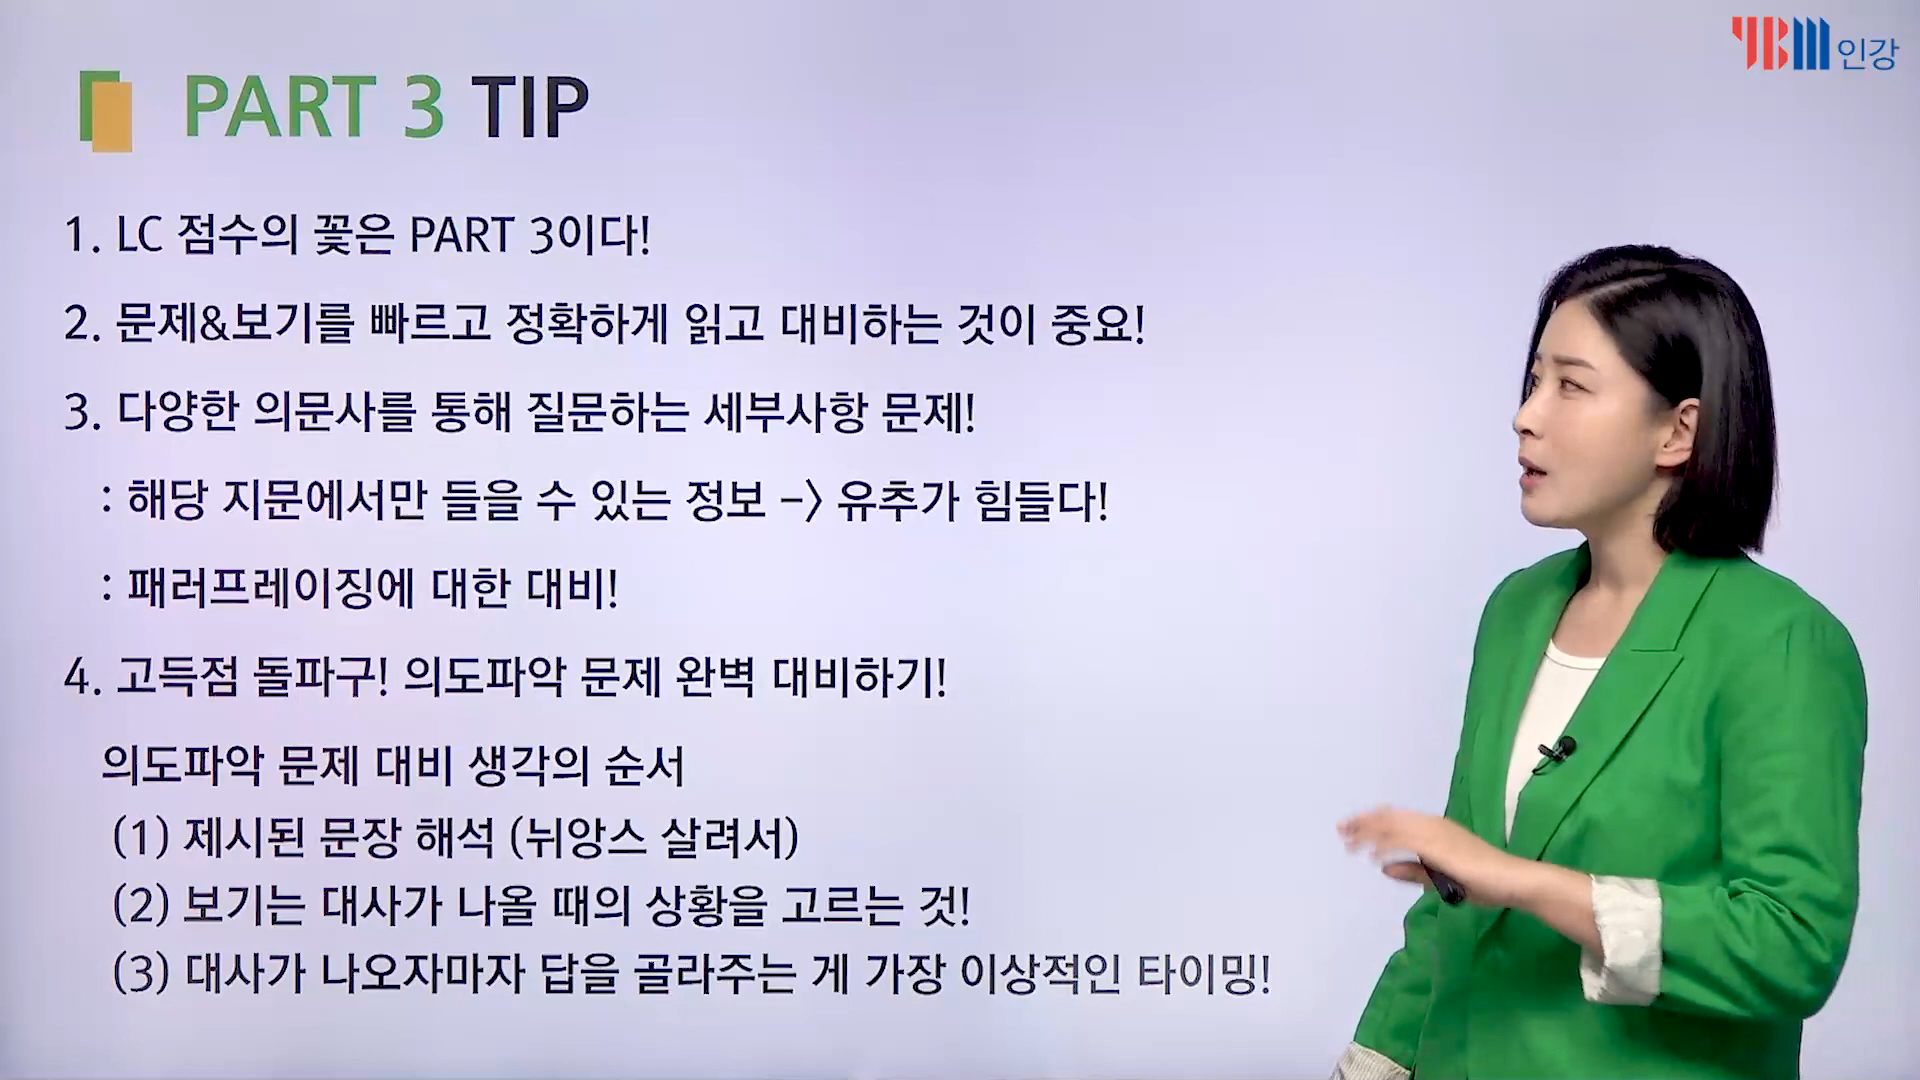 YBM인강
PART 3 TIP
1. LC 점수의 꽃은 PART 3이다!
2. 문제&보기를 빠르고 정확하게 읽고 대비하는 것이 중요!
3. 다양한 의문사를 통해 질문하는 세부사항 문제!
: 해당 지문에서만 들을 수 있는 정보 -> 유추가 힘들다!
: 패러프레이징에 대한 대비!
4. 고득점 돌파구! 의도파악 문제 완벽 대비하기!
의도파악 문제 대비 생각의 순서
(1) 제시된 문장 해석 (뉘앙스 살려서)
(2) 보기는 대사가 나올 때의 상황을 고르는 것!
(3) 대사가 나오자마자 답을 골라주는 게 가장 이상적인 타이밍!